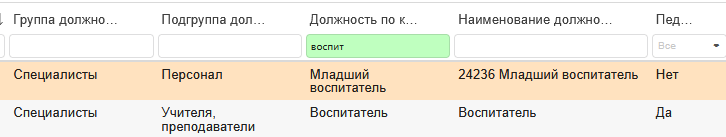 Группа должно... Подгруппа дол... Должность по к... Наименование должно... Пед...
воспит Все
Специалисты Персонал Младший воспитатель 24236 Младший воспитатель Нет
Специалисты Учителя, преподаватели Воспитатель Воспитатель Да